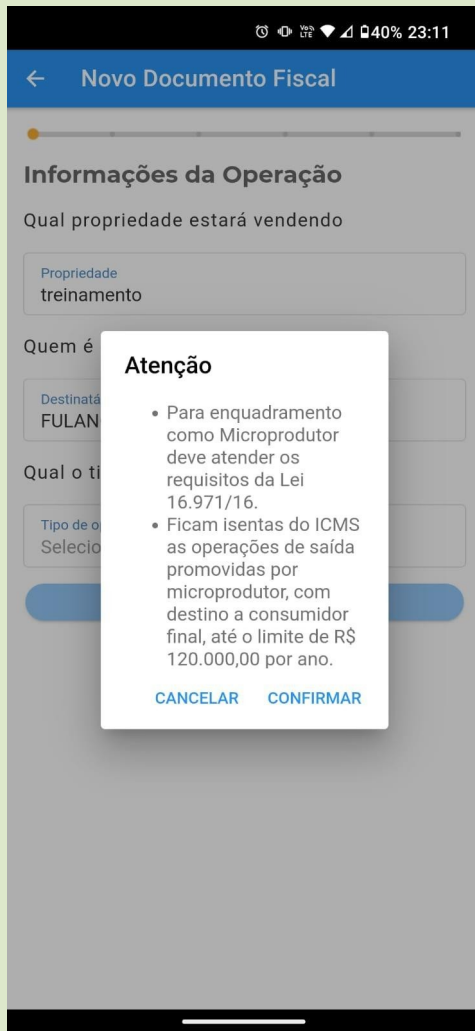 40% 23:11
Novo Documento Fiscal
Informações da Operação
Qual propriedade estará vendendo
Propriedade
treinamento
Quem é
Destinatá
FULAN
Atenção
• Para enquadramento
como Microprodutor
deve atender os
requisitos da Lei
16.971/16.
• Ficam isentas do ICMS
as operações de saída
promovidas por
microprodutor, com
destino a consumidor
final, até o limite de R$
120.000,00 por ano.
CANCELAR CONFIRMAR
Qual o ti
Tipo de o
Selecio